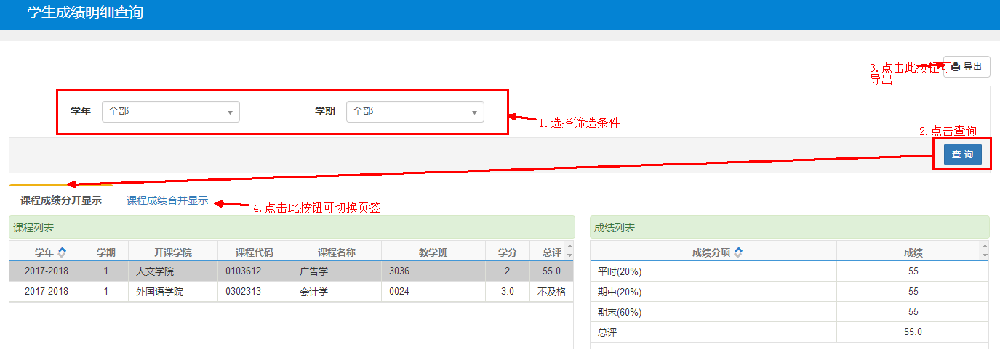 学生成绩明细查询
3.点击此按钮可
导出
导出
学年 全部 学期 全部
1.选择筛选条件
2.点击查询
查 询
课程成绩分开显示 课程成绩合并显示
4.点击此按钮可切换页签
课程列表
学年 学期 开课学院 课程代码 课程名称 教学班 学分 总评
2017-2018 1 人文学院 0103612 广告学 3036 2 55.0
2017-2018 1 外国语学院 0302313 会计学 0024 3.0 不及格
成绩列表
成绩分项 成绩
平时(20%) 55
期中(20%) 55
期末(60%) 55
总评 55.0